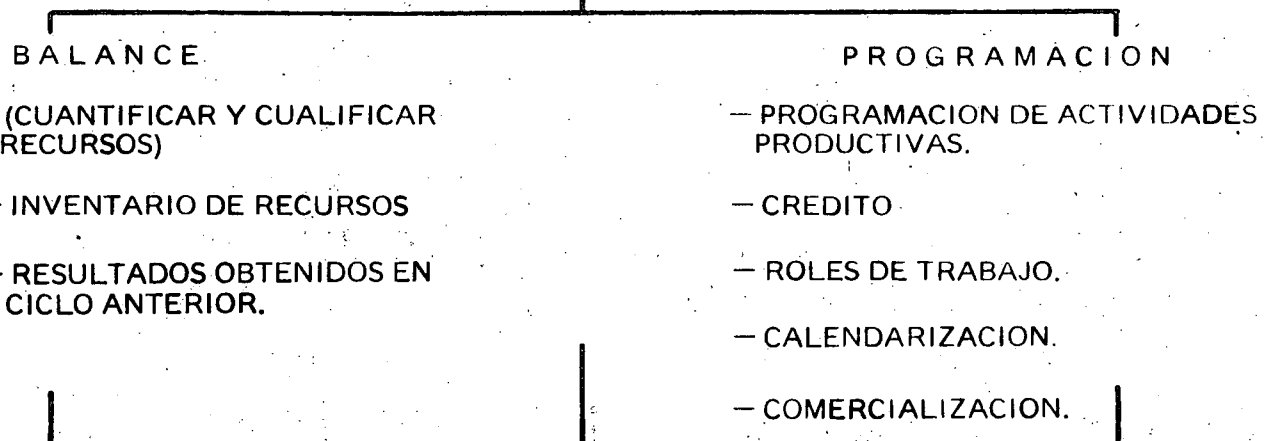 BALANCE
(CUANTIFICAR Y CUALIFICAR
RECURSOS)
- INVENTARIO DE RECURSOS
- RESULTADOS OBTENIDOS EN
CICLO ANTERIOR.
PROGRAMACION
— PROGRAMACION DE ACTIVIDADES
PRODUCTIVAS.
— CREDITO
— ROLES DE TRABAJO.
— CALENDARIZACION.
— COMERCIALIZACION.